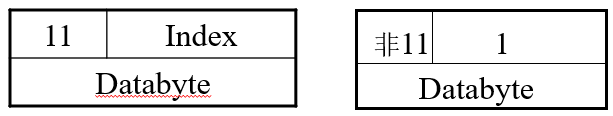 11 Index
Databyte
非11 1
Databyte